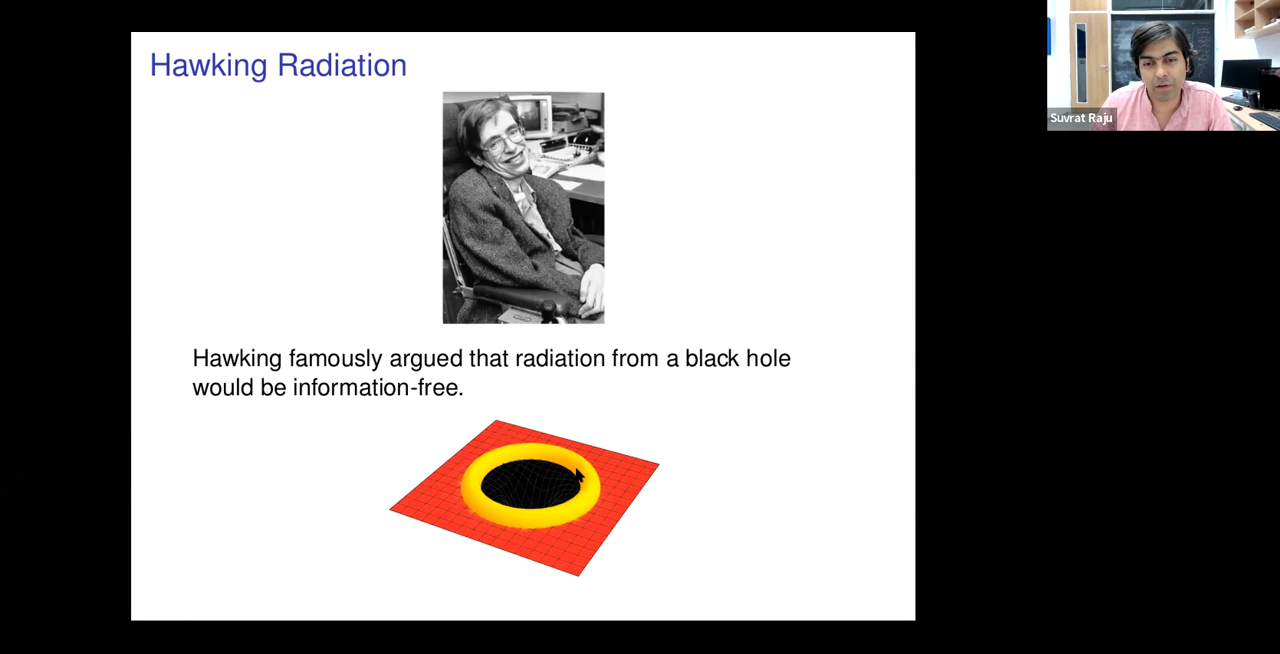 Hawking Radiation
Suvrat Raju
Hawking famously argued that radiation from a black hole
would be information-free.